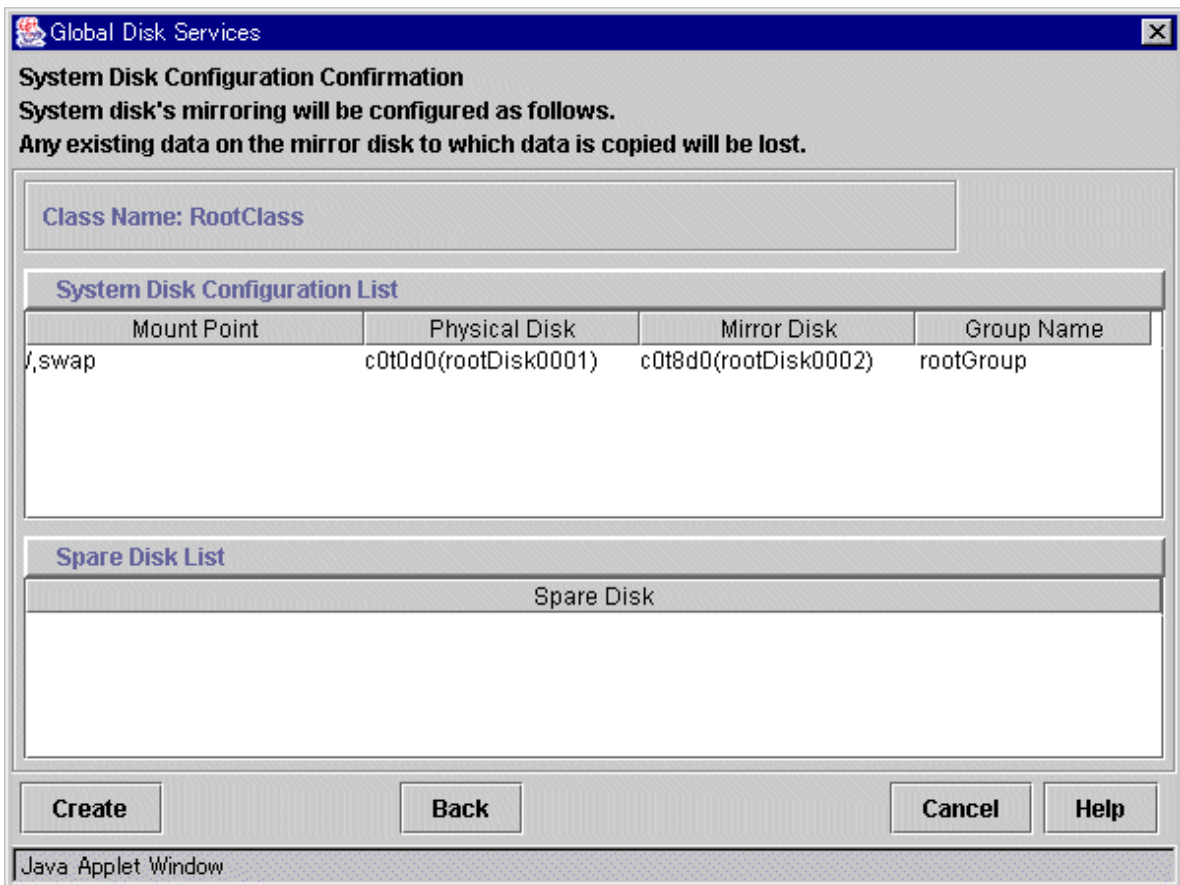 Global Disk Services
System Disk Configuration Confirmation
System disk's mirroring will be configured as follows.
Any existing data on the mirror disk to which data is copied will be lost.
Class Name: RootClass
System Disk Configuration List
Mount Point Physical Disk Mirror Disk Group Name
/,swap c0t0d0(rootDisk0001) c0t8d0(rootDisk0002) rootGroup
Spare Disk List
Spare Disk
Create Back Cancel Help
Java Applet Window